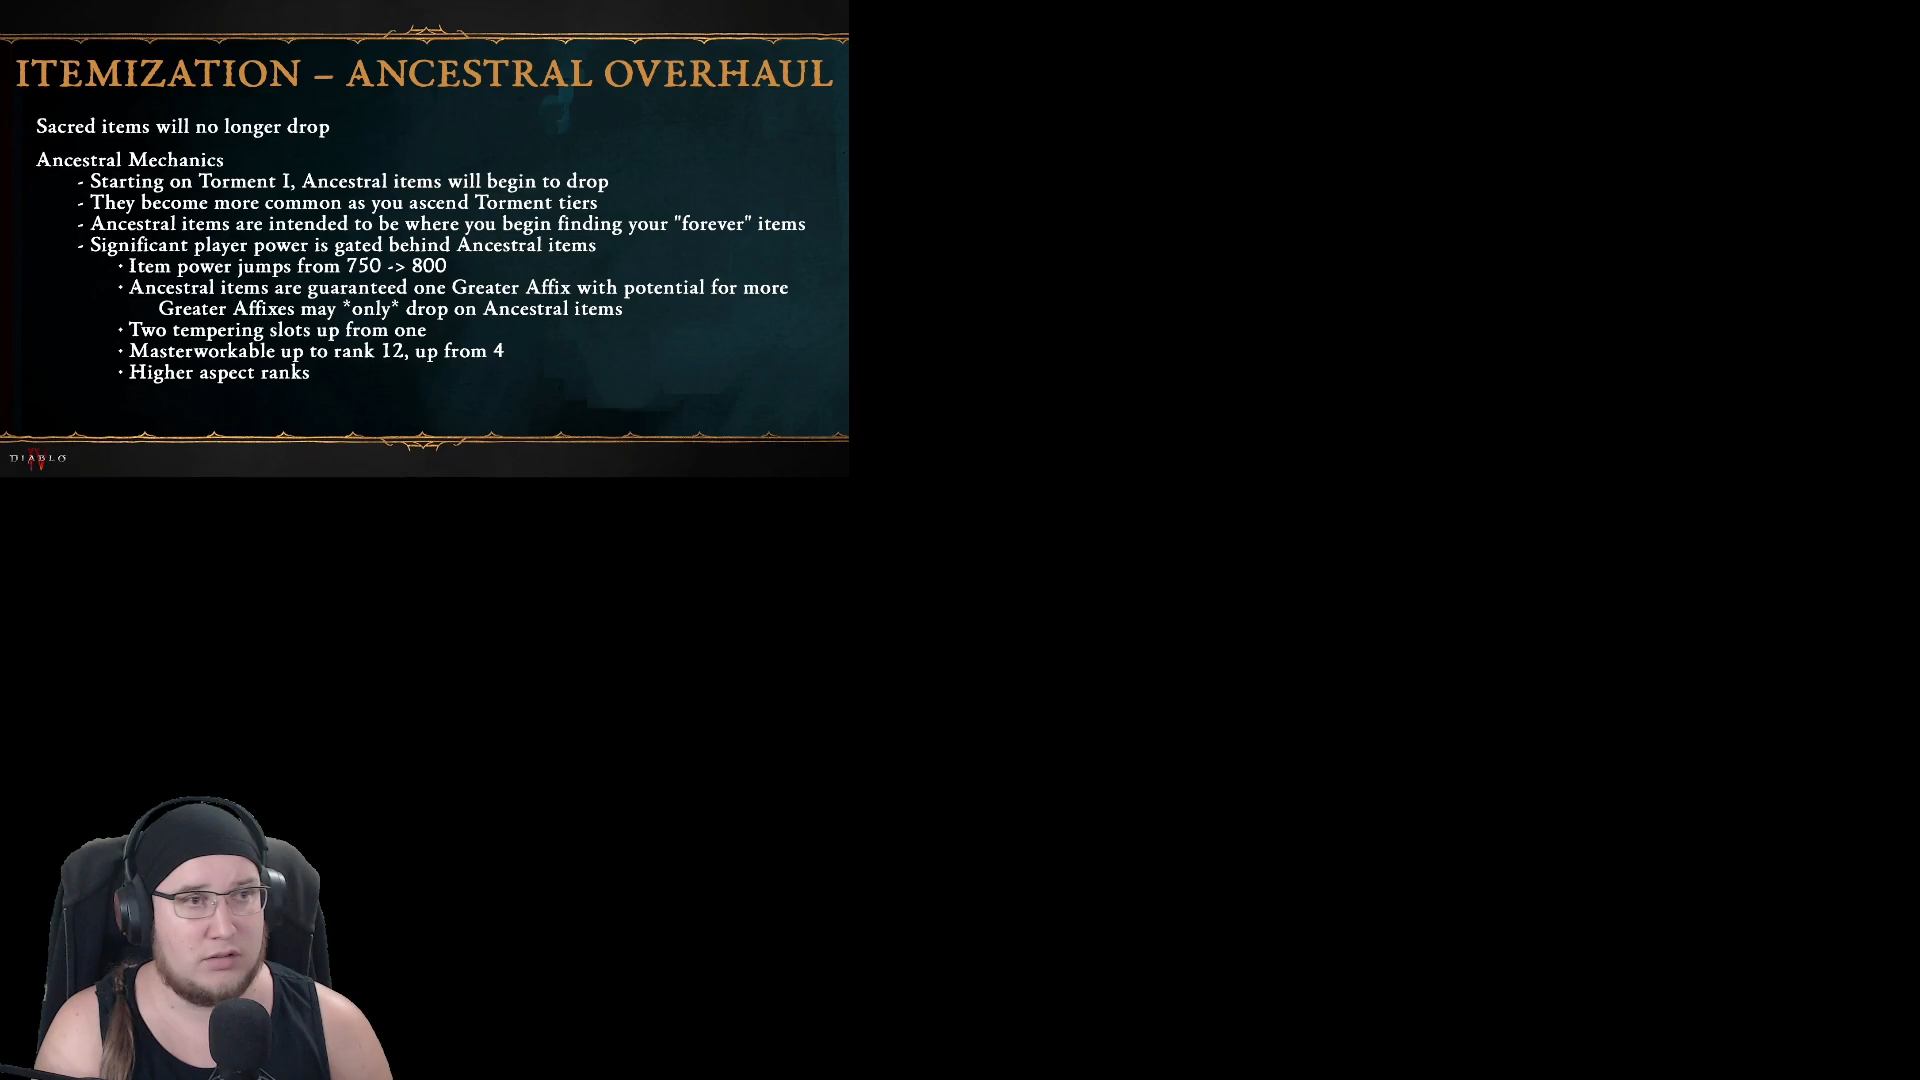 ITEMIZATION – ANCESTRAL OVERHAUL
Sacred items will no longer drop
Ancestral Mechanics
- Starting on Torment I, Ancestral items will begin to drop
- They become more common as you ascend Torment tiers
- Ancestral items are intended to be where you begin finding your "forever" items
- Significant player power is gated behind Ancestral items
· Item power jumps from 750 -> 800
· Ancestral items are guaranteed one Greater Affix with potential for more
Greater Affixes may *only* drop on Ancestral items
· Two tempering slots up from one
· Masterworkable up to rank 12, up from 4
· Higher aspect ranks
DIABLO IV